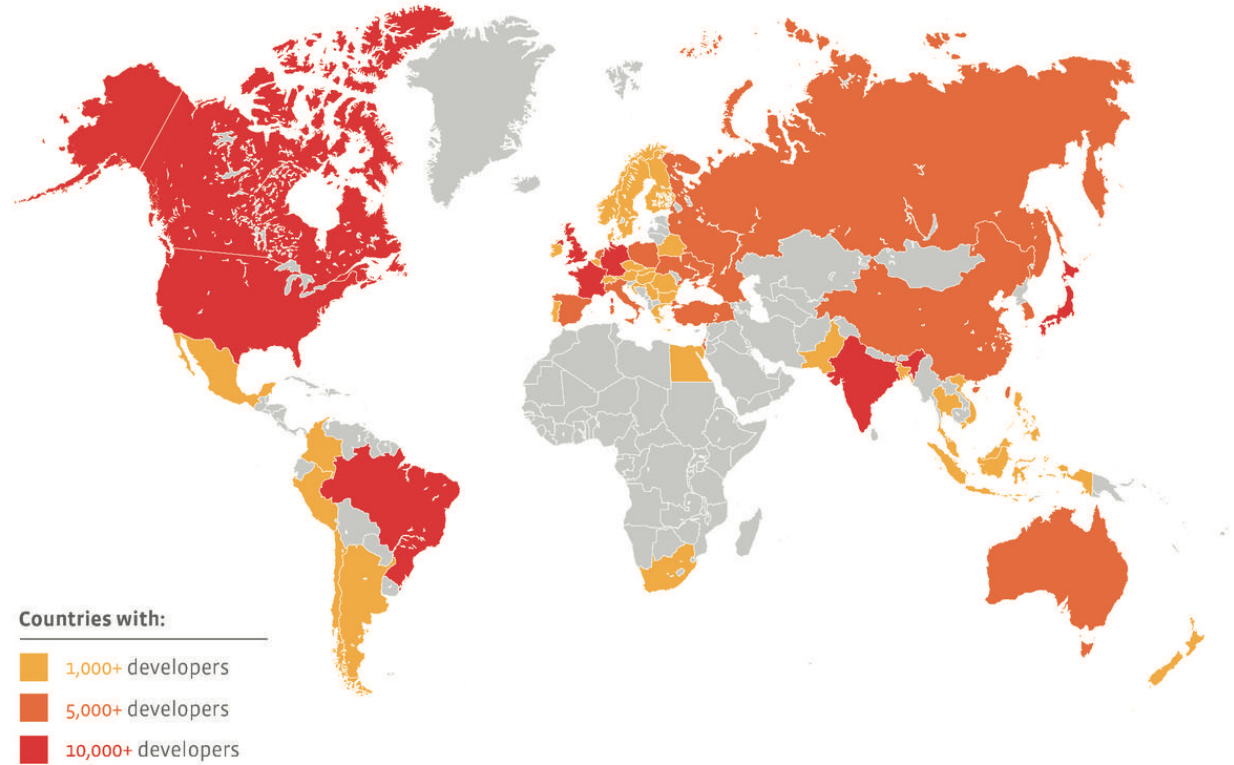 Countries with:
1,000+ developers
5,000+ developers
10,000+ developers